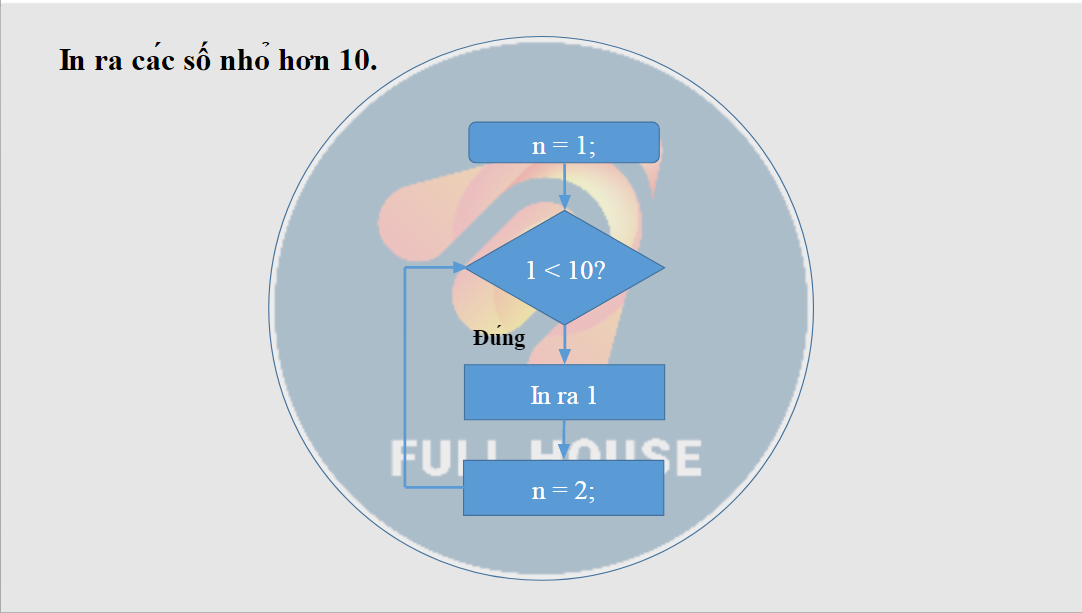 In ra các số nhỏ hơn 10.
n = 1;
1 < 10?
Đúng
In ra 1
FULL HOUSE
n = 2;